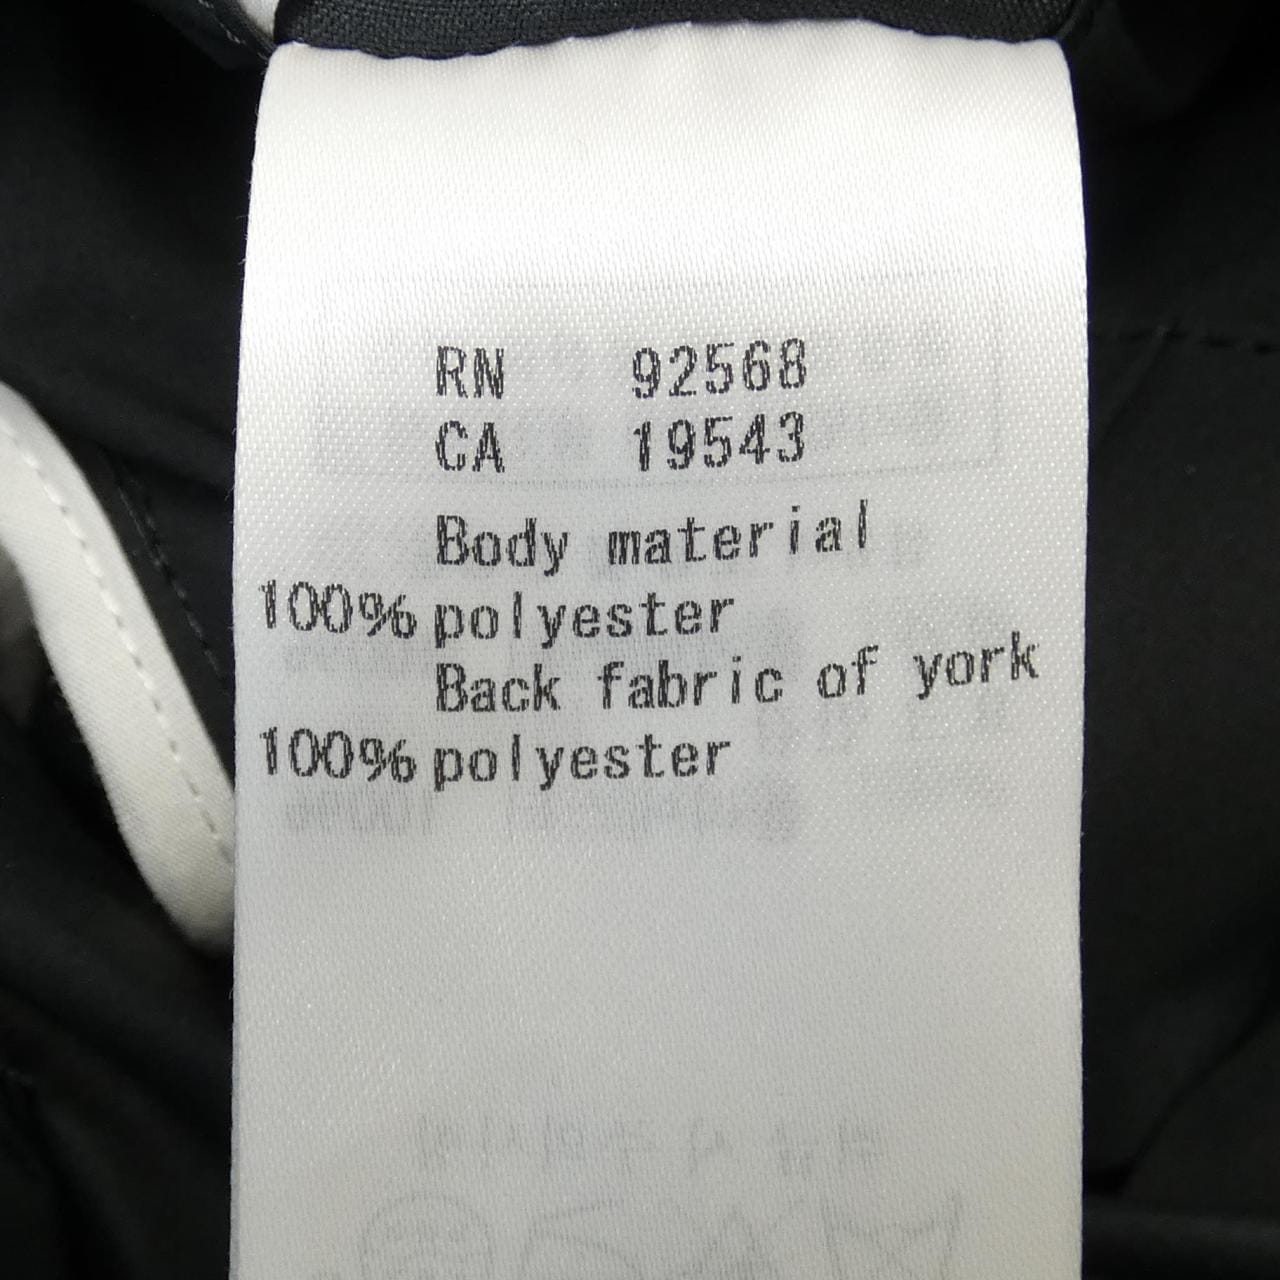 RN 92568
CA 19543
Body material
100% polyester
Back fabric of york
100% polyester